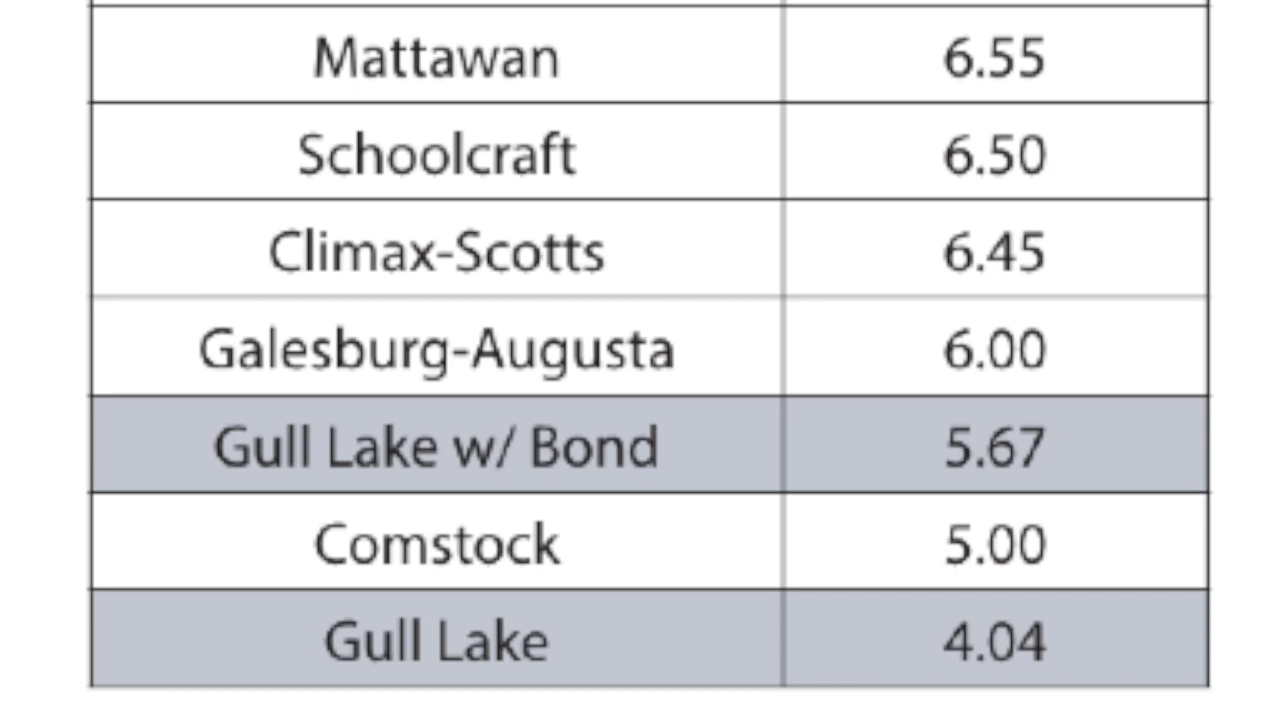 Mattawan 6.55
Schoolcraft 6.50
Climax-Scotts 6.45
Galesburg-Augusta 6.00
Gull Lake w/ Bond 5.67
Comstock 5.00
Gull Lake 4.04